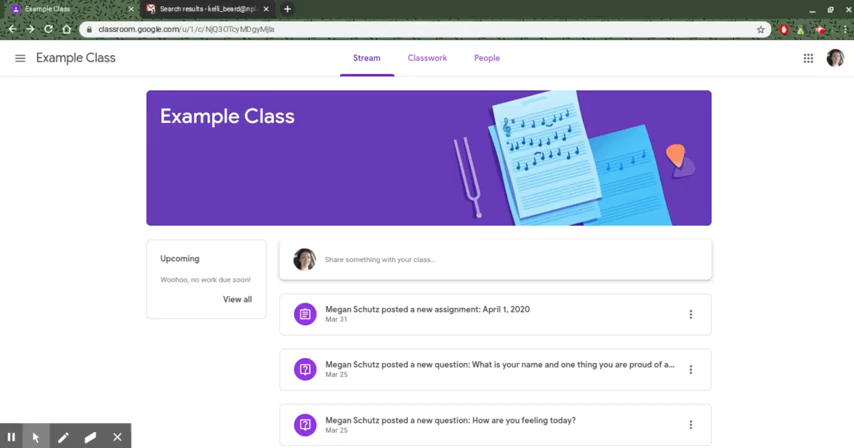 Example Class
Search results - kelli_beard@npl
classroom.google.com/u/1/c/
Example Class
Stream
Classwork
People
Example Class
Upcoming
Woohoo, no work due soon!
View all
Share something with your class...
Megan Schutz posted a new assignment: April 1, 2020
Mar 31
Megan Schutz posted a new question: What is your name and one thing you are proud of a...
Mar 25
Megan Schutz posted a new question: How are you feeling today?
Mar 25